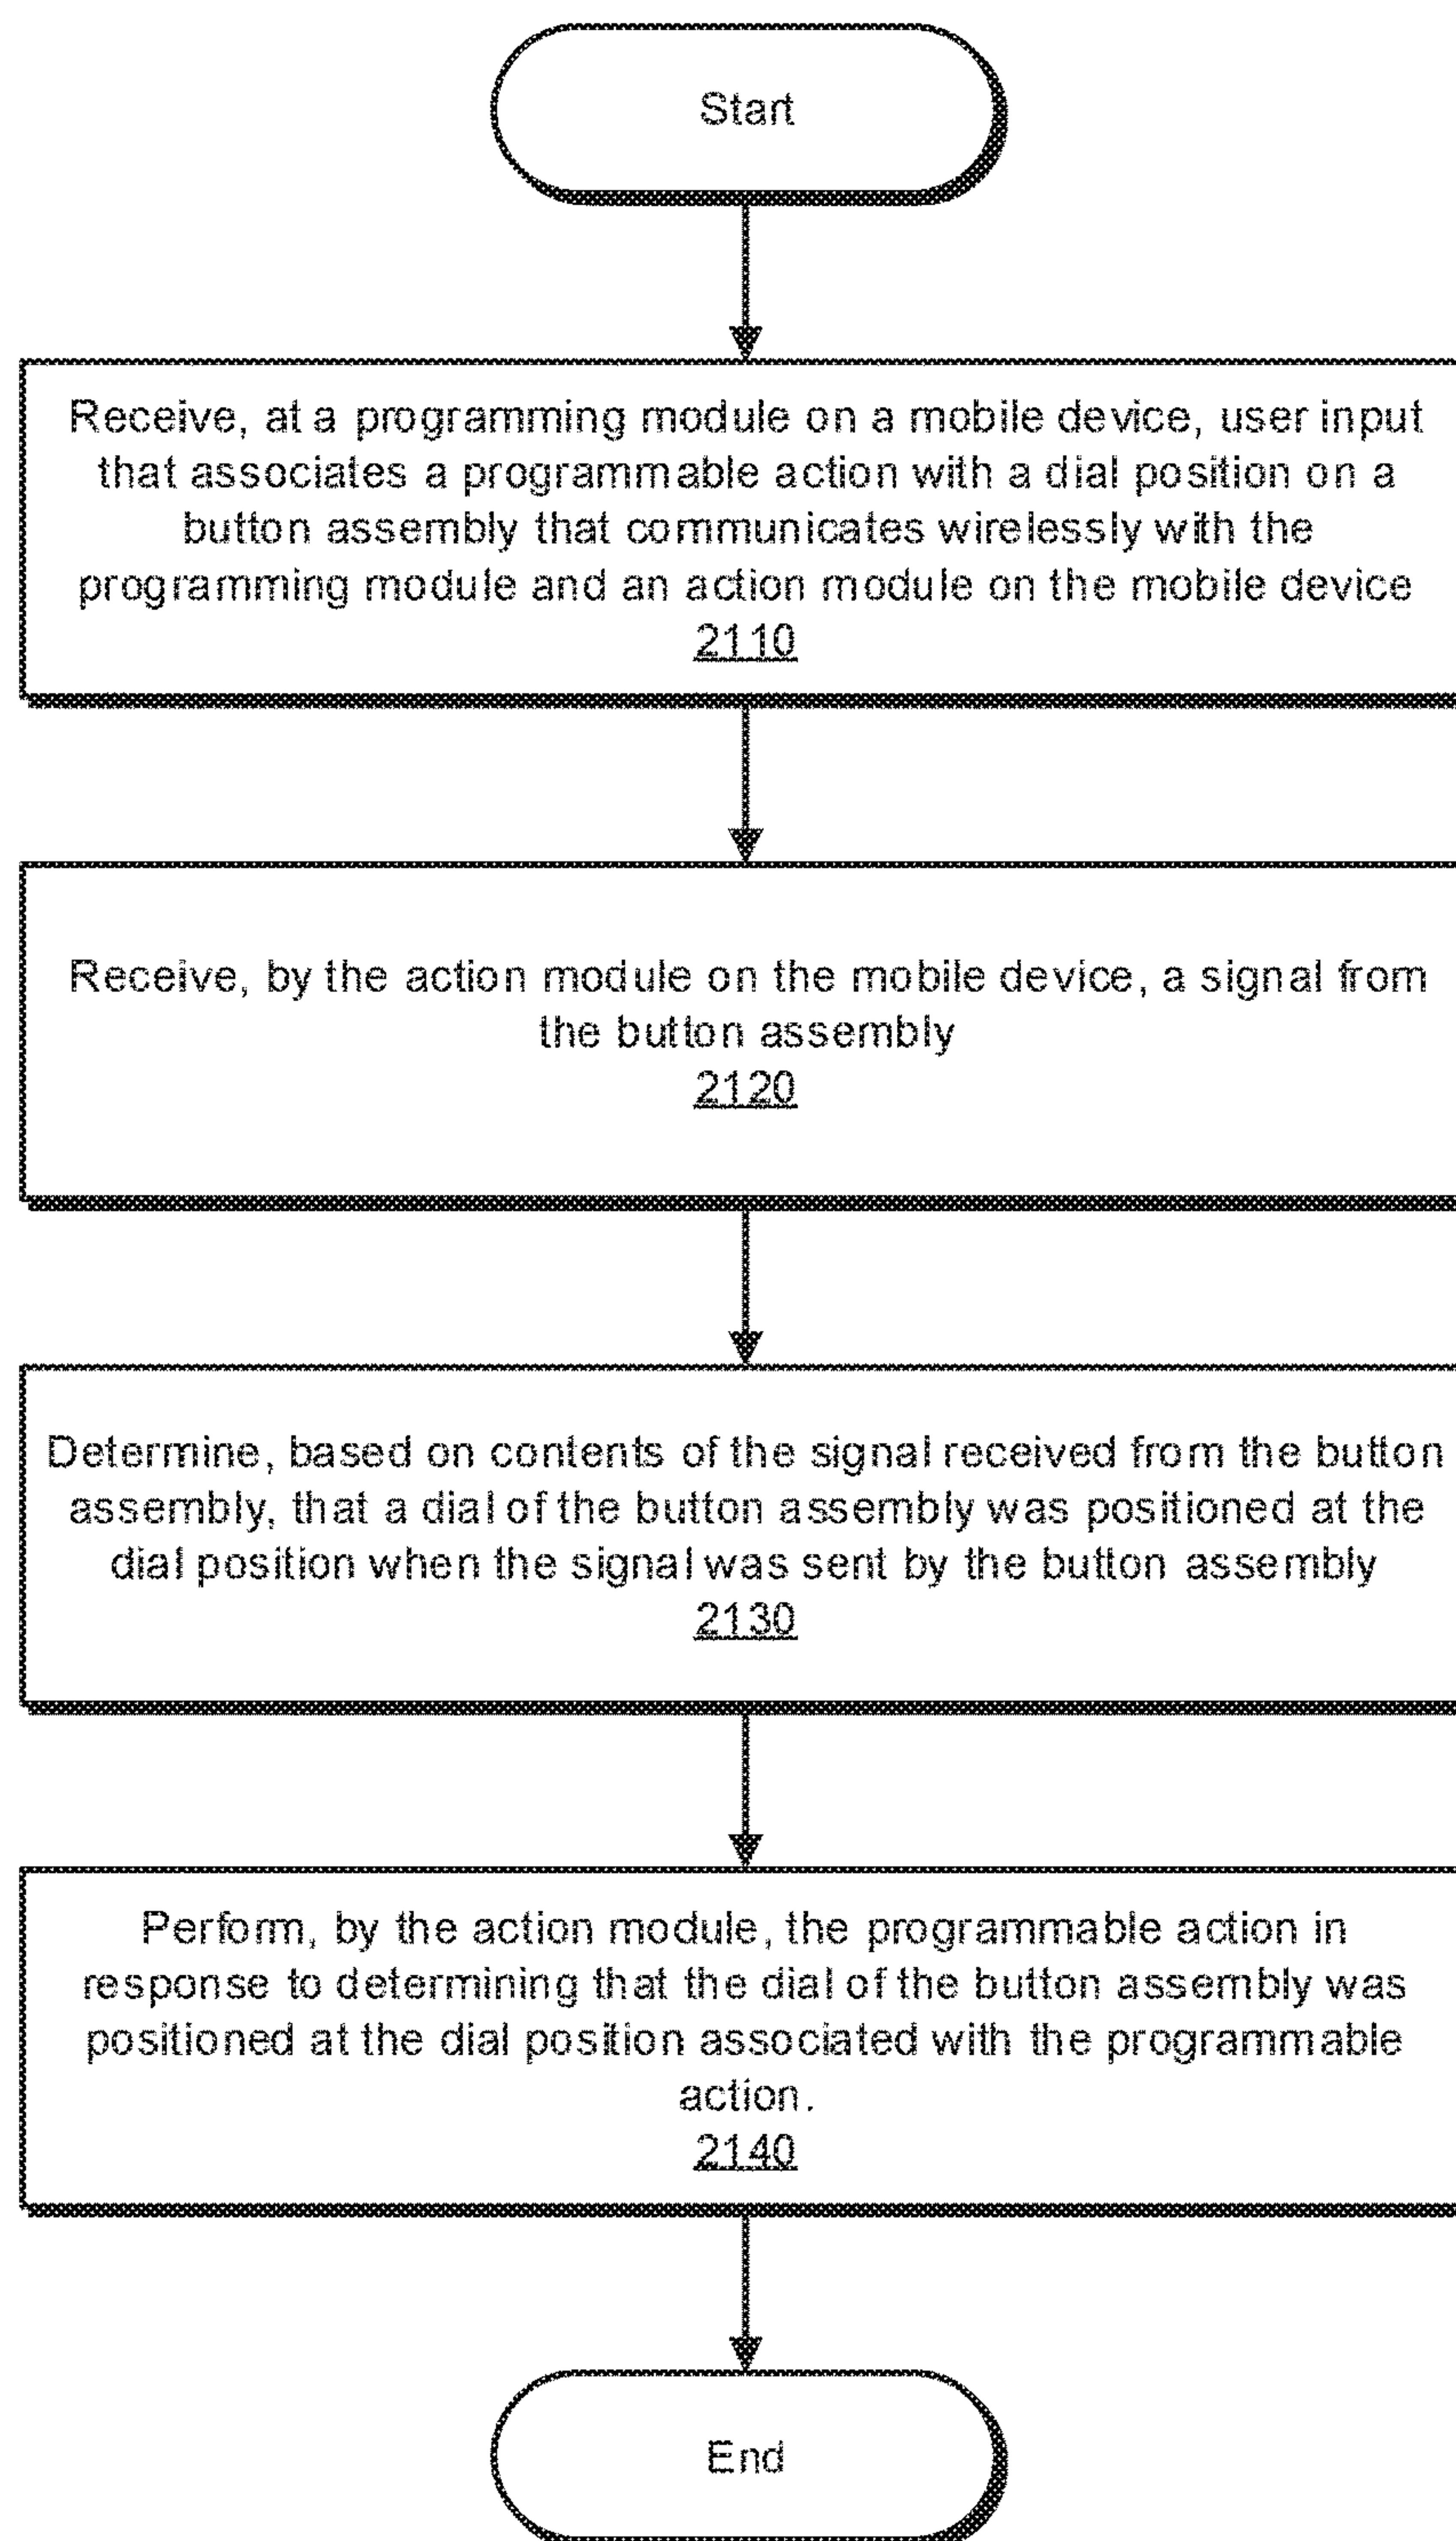 Start
Receive, at a programming module on a mobile device, user input
that associates a programmable action with a dial position on a
button assembly that communicates wirelessly with the
programming module and an action module on the mobile device
2110
Receive, by the action module on the mobile device, a signal from
the button assembly
2120
Determine, based on contents of the signal received from the button
assembly, that a dial of the button assembly was positioned at the
dial position when the signal was sent by the button assembly
2130
Perform, by the action module, the programmable action in
response to determining that the dial of the button assembly was
positioned at the dial position associated with the programmable
action.
2140
End